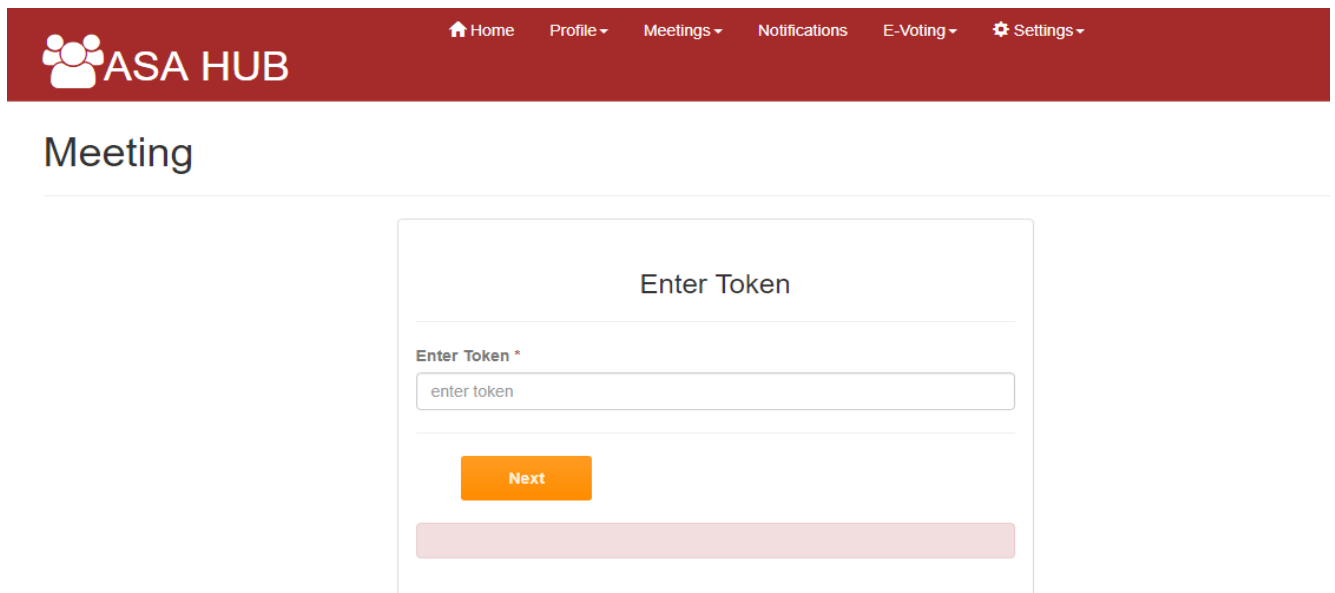 Home Profile Meetings Notifications E-Voting Settings
ASA HUB
Meeting
Enter Token
Enter Token *
enter token
Next